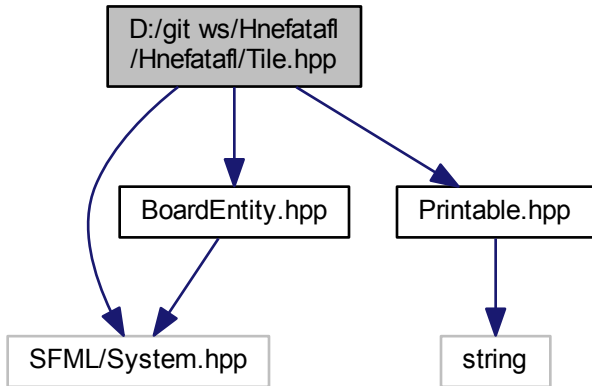 D:/git ws/Hnefatafl
/Hnefatafl/Tile.hpp
BoardEntity.hpp
Printable.hpp
SFML/System.hpp
string